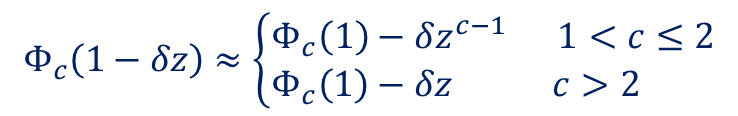 Φ_c(1 − δz) ≈ { Φ_c(1) − δz^{c−1}   1 < c ≤ 2
Φ_c(1) − δz   c > 2